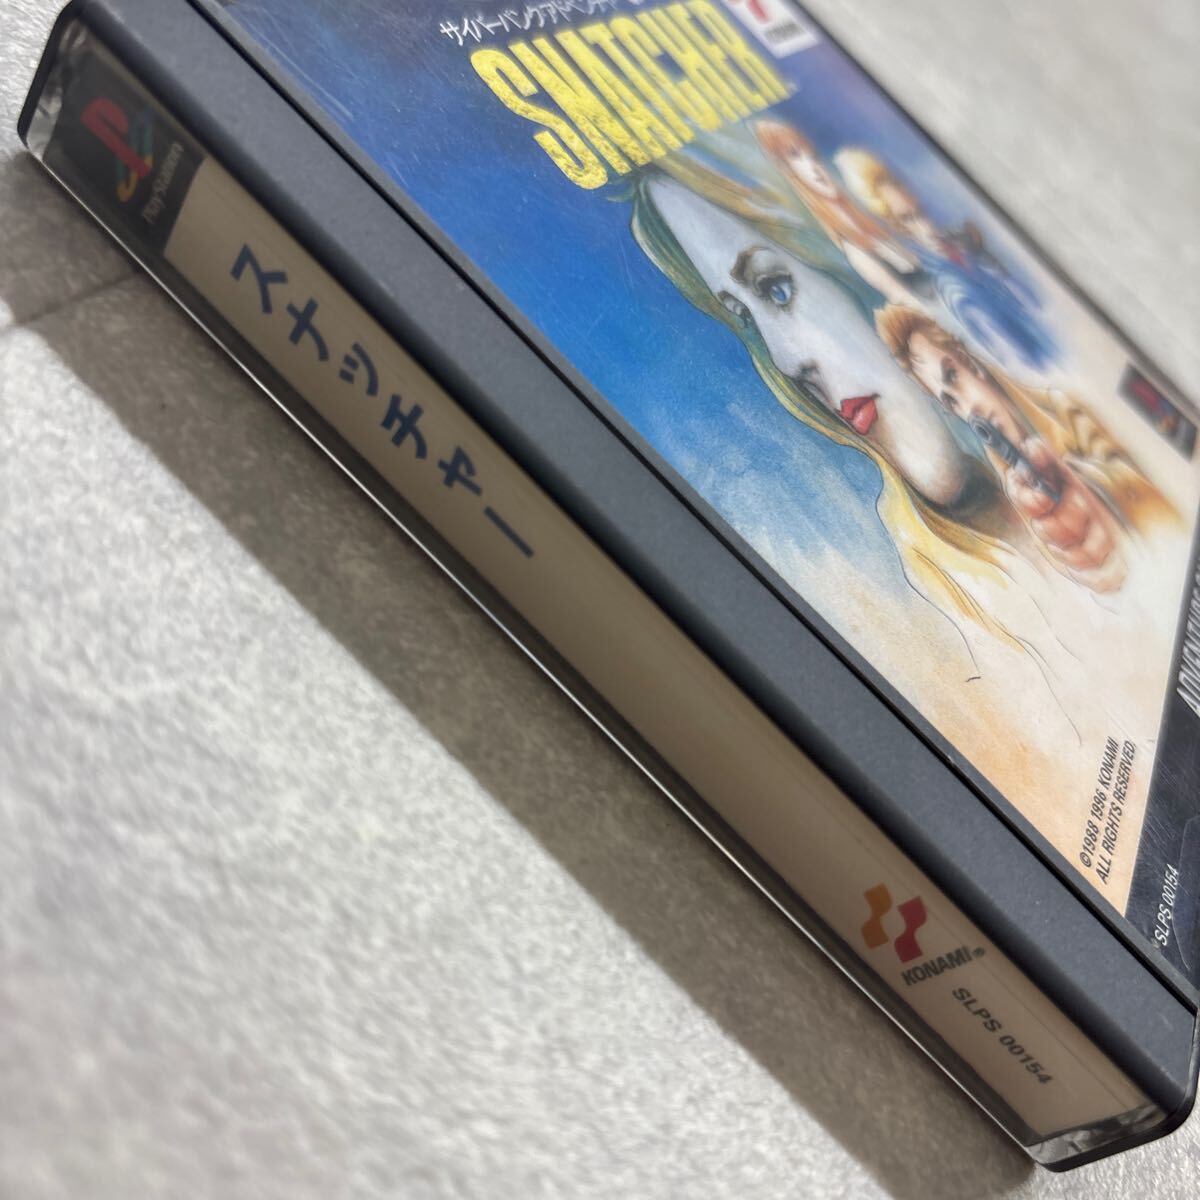 サイバーパンクアドベンチャー
SNATCHER
PlayStation
スナッチャー
©1988 1996 KONAMI
ALL RIGHTS RESERVED.
SLPS 00154
KONAMI®
SLPS 00154